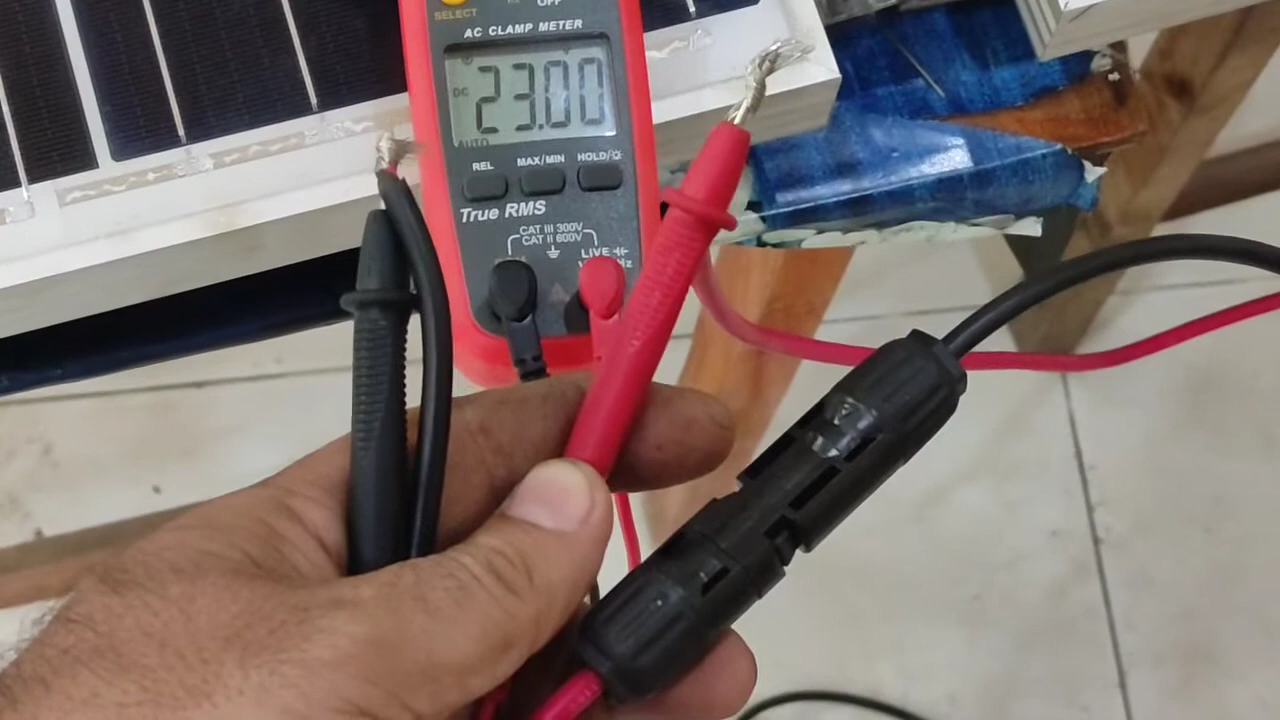 SELECT
OFF
AC CLAMP METER
DC
23.00
AUTO
REL
MAX/MIN
HOLD/
True RMS
CAT III 300V
CAT II 600V
LIVE
Hz